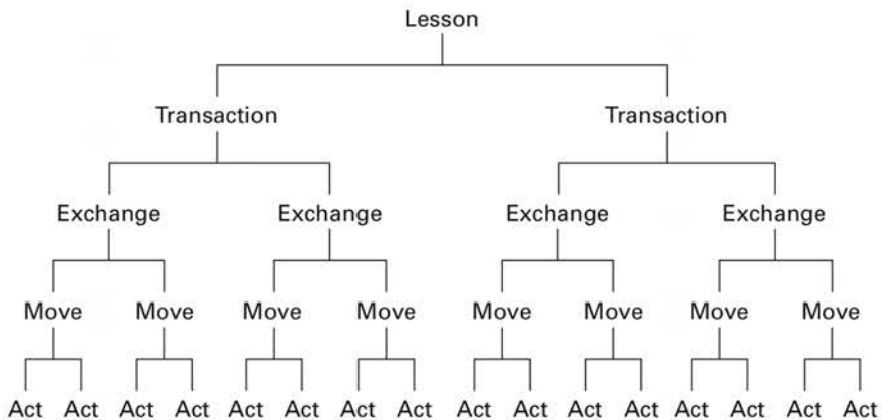 Lesson
Transaction Transaction
Exchange Exchange Exchange Exchange
Move Move Move Move Move Move Move Move
Act Act Act Act Act Act Act Act Act Act Act Act Act Act Act Act